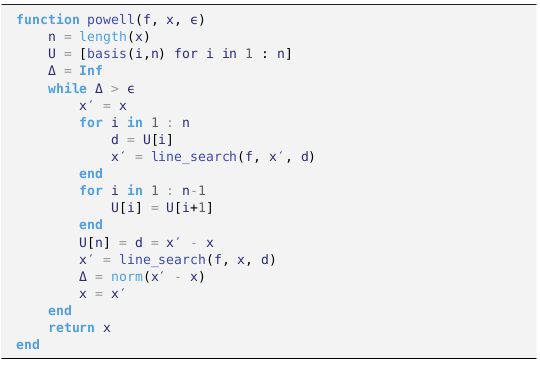 function powell(f, x, ϵ)
    n = length(x)
    U = [basis(i,n) for i in 1 : n]
    Δ = Inf
    while Δ > ϵ
        x′ = x
        for i in 1 : n
            d = U[i]
            x′ = line_search(f, x′, d)
        end
        for i in 1 : n-1
            U[i] = U[i+1]
        end
        U[n] = d = x′ - x
        x′ = line_search(f, x, d)
        Δ = norm(x′ - x)
        x = x′
    end
    return x
end